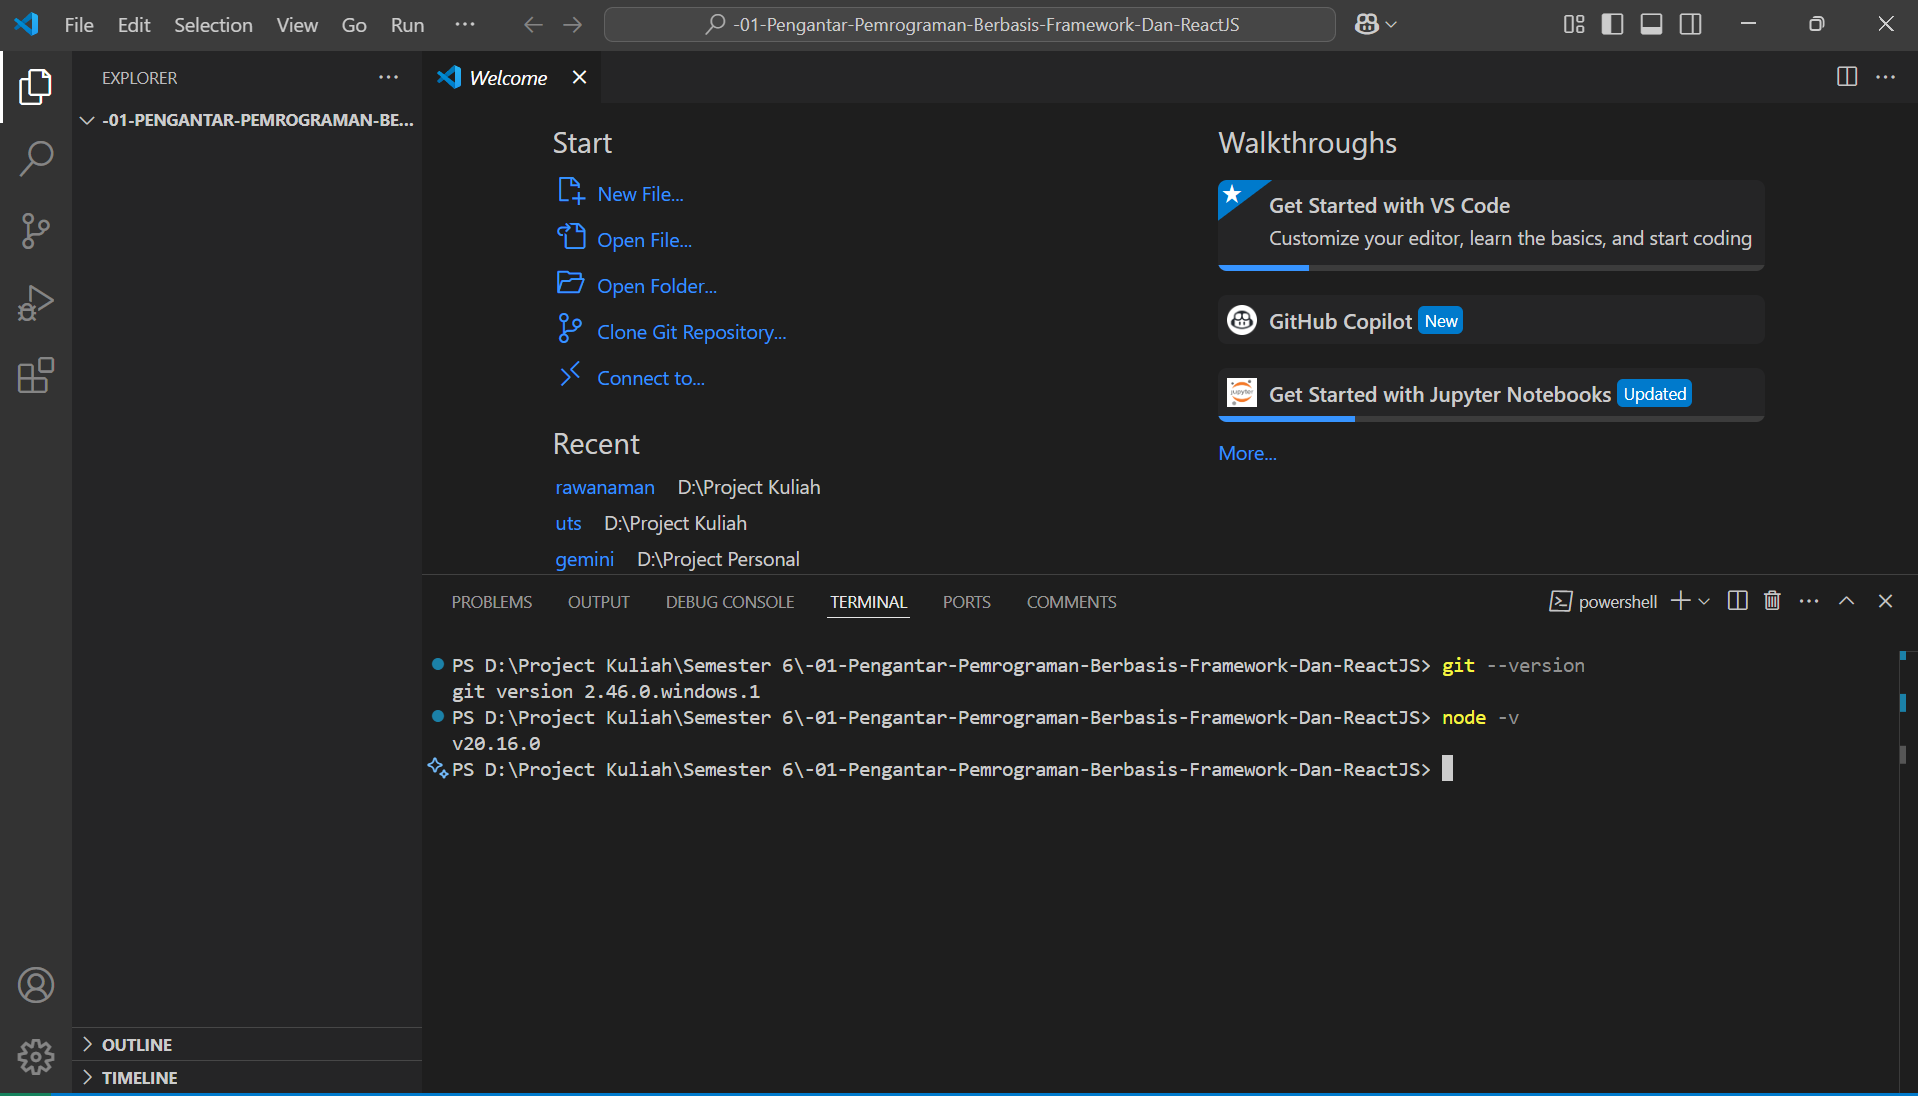 File Edit Selection View Go Run ···
-01-Pengantar-Pemrograman-Berbasis-Framework-Dan-ReactJS
EXPLORER
-01-PENGANTAR-PEMROGRAMAN-BE...
OUTLINE
TIMELINE
Welcome
Start
New File...
Open File...
Open Folder...
Clone Git Repository...
Connect to...
Recent
rawanaman D:\Project Kuliah
uts D:\Project Kuliah
gemini D:\Project Personal
Walkthroughs
Get Started with VS Code
Customize your editor, learn the basics, and start coding
GitHub Copilot New
jupyter
Get Started with Jupyter Notebooks Updated
More...
PROBLEMS OUTPUT DEBUG CONSOLE TERMINAL PORTS COMMENTS
powershell
PS D:\Project Kuliah\Semester 6\-01-Pengantar-Pemrograman-Berbasis-Framework-Dan-ReactJS> git --version
git version 2.46.0.windows.1
PS D:\Project Kuliah\Semester 6\-01-Pengantar-Pemrograman-Berbasis-Framework-Dan-ReactJS> node -v
v20.16.0
PS D:\Project Kuliah\Semester 6\-01-Pengantar-Pemrograman-Berbasis-Framework-Dan-ReactJS>